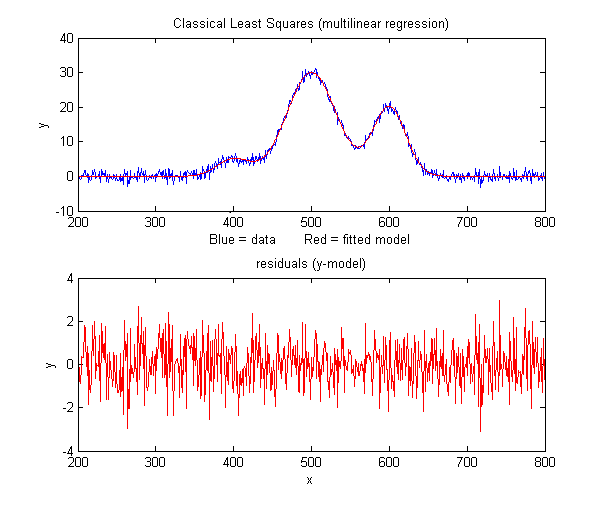 Classical Least Squares (multilinear regression)
40
30
20
10
0
-10
y
200 300 400 500 600 700 800
Blue = data Red = fitted model
residuals (y-model)
4
2
0
-2
-4
y
200 300 400 500 600 700 800
x